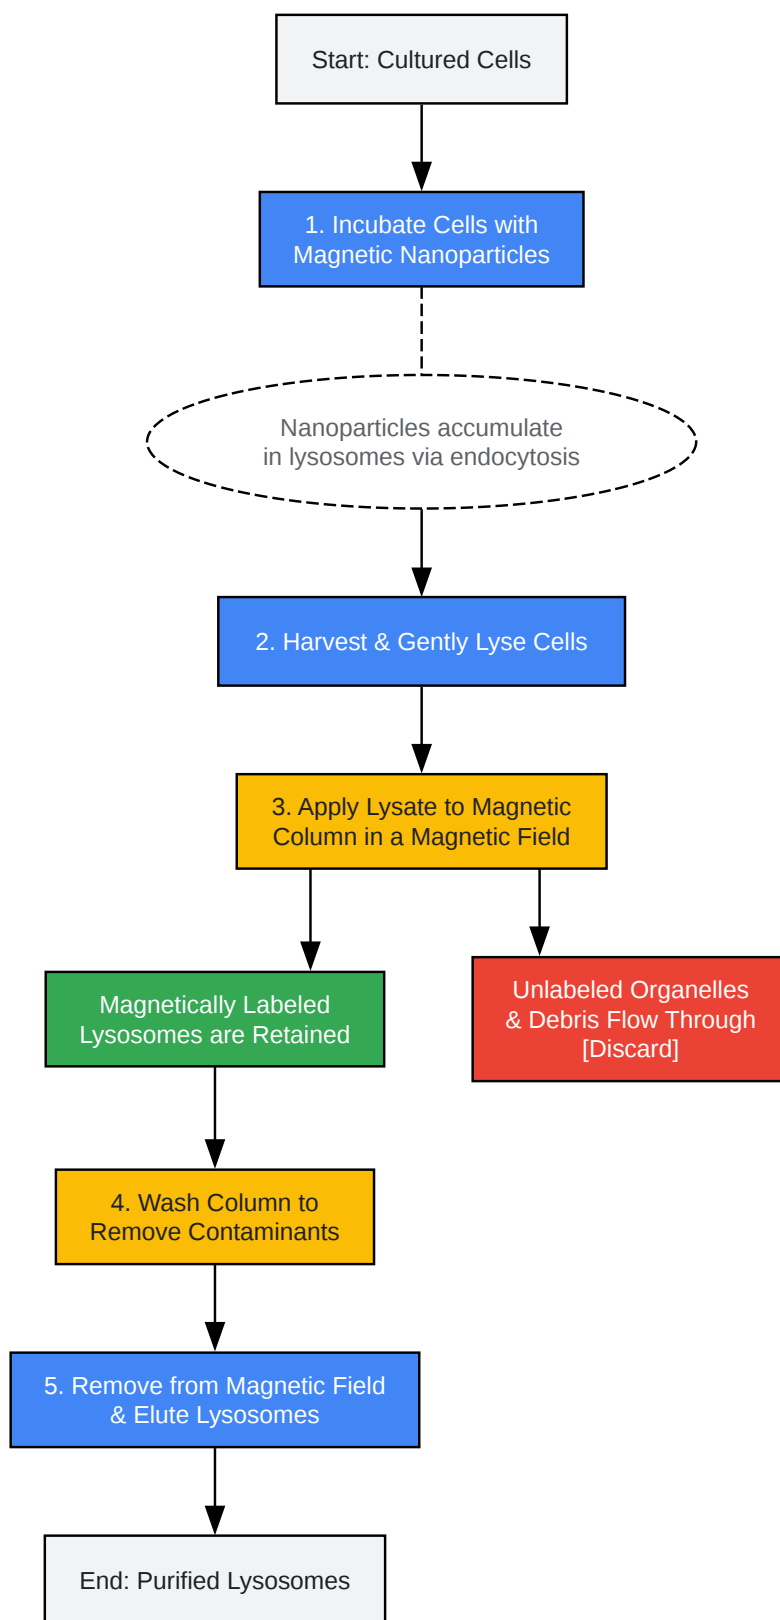 Start: Cultured Cells
1. Incubate Cells with
Magnetic Nanoparticles
Nanoparticles accumulate
in lysosomes via endocytosis
2. Harvest & Gently Lyse Cells
3. Apply Lysate to Magnetic
Column in a Magnetic Field
Magnetically Labeled
Lysosomes are Retained
Unlabeled Organelles
& Debris Flow Through
[Discard]
4. Wash Column to
Remove Contaminants
5. Remove from Magnetic Field
& Elute Lysosomes
End: Purified Lysosomes